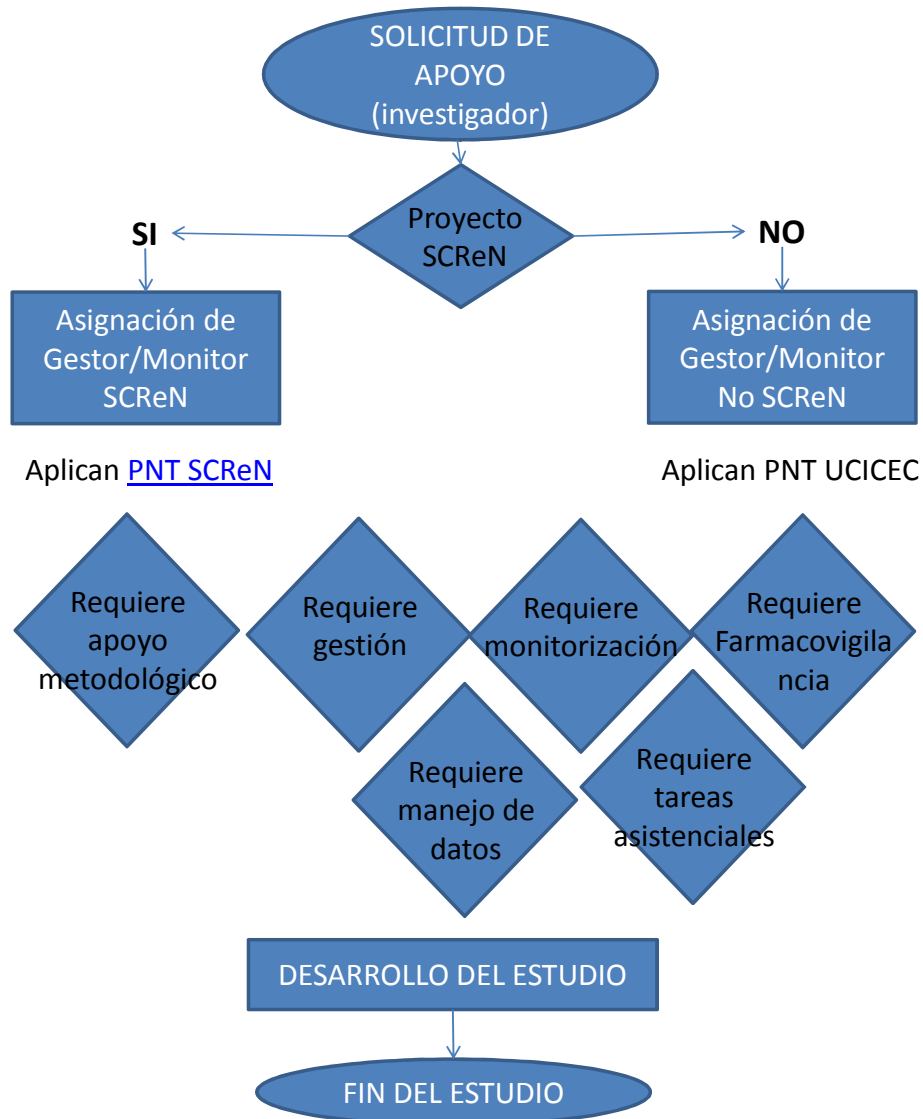 SOLICITUD DE
APOYO
(investigador)
Proyecto
SCReN
SI
NO
Asignación de
Gestor/Monitor
SCReN
Asignación de
Gestor/Monitor
No SCReN
Aplican PNT SCReN
Aplican PNT UCICEC
Requiere
apoyo
metodológico
Requiere
gestión
Requiere
monitorización
Requiere
Farmacovigila
ncia
Requiere
manejo de
datos
Requiere
tareas
asistenciales
DESARROLLO DEL ESTUDIO
FIN DEL ESTUDIO